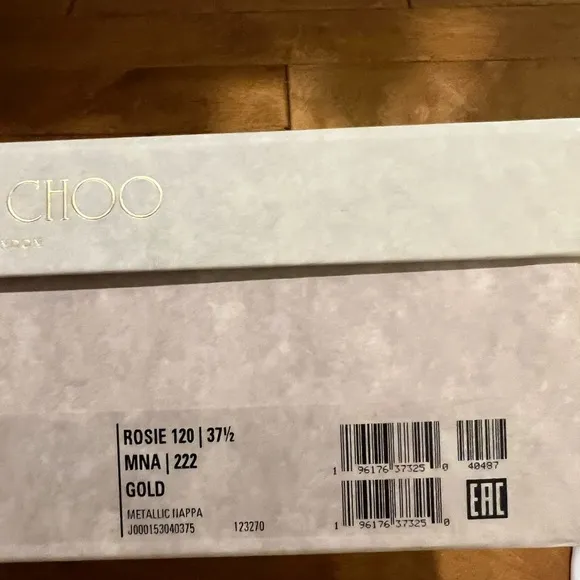 CHOO
ROSIE 120 | 37½
MNA | 222
GOLD
METALLIC NAPPA
J000153040375 123270
1 96176 37325 0 40487
1 96176 37325 0
EAC